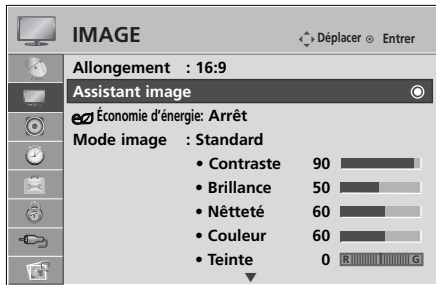 IMAGE
Déplacer Entrer
Allongement : 16:9
Assistant image
Économie d'énergie: Arrêt
Mode image : Standard
• Contraste 90
• Brillance 50
• Nêtteté 60
• Couleur 60
• Teinte 0 R G